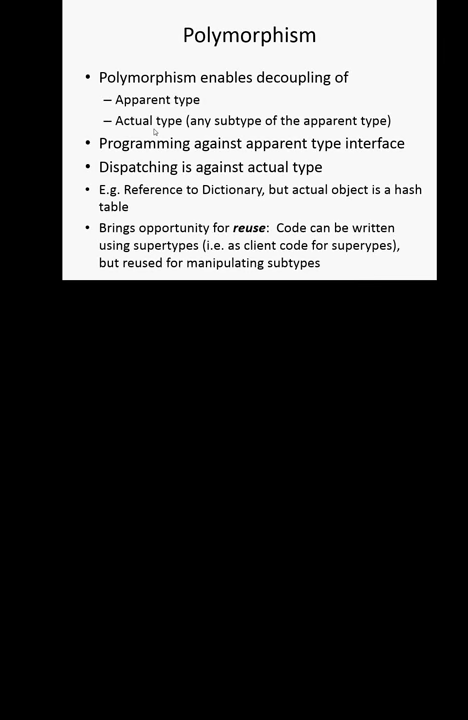 Polymorphism
• Polymorphism enables decoupling of
– Apparent type
– Actual type (any subtype of the apparent type)
• Programming against apparent type interface
• Dispatching is against actual type
• E.g. Reference to Dictionary, but actual object is a hash
table
• Brings opportunity for reuse: Code can be written
using supertypes (i.e. as client code for superypes),
but reused for manipulating subtypes